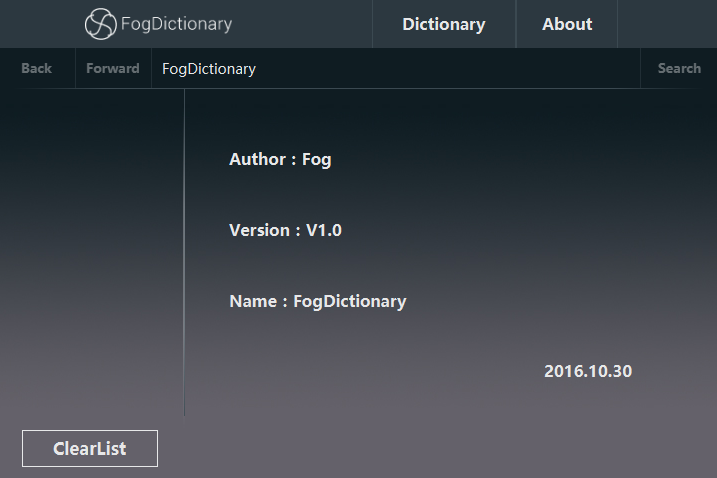 FogDictionary Dictionary About
Back Forward FogDictionary Search
Author : Fog
Version : V1.0
Name : FogDictionary
2016.10.30
ClearList